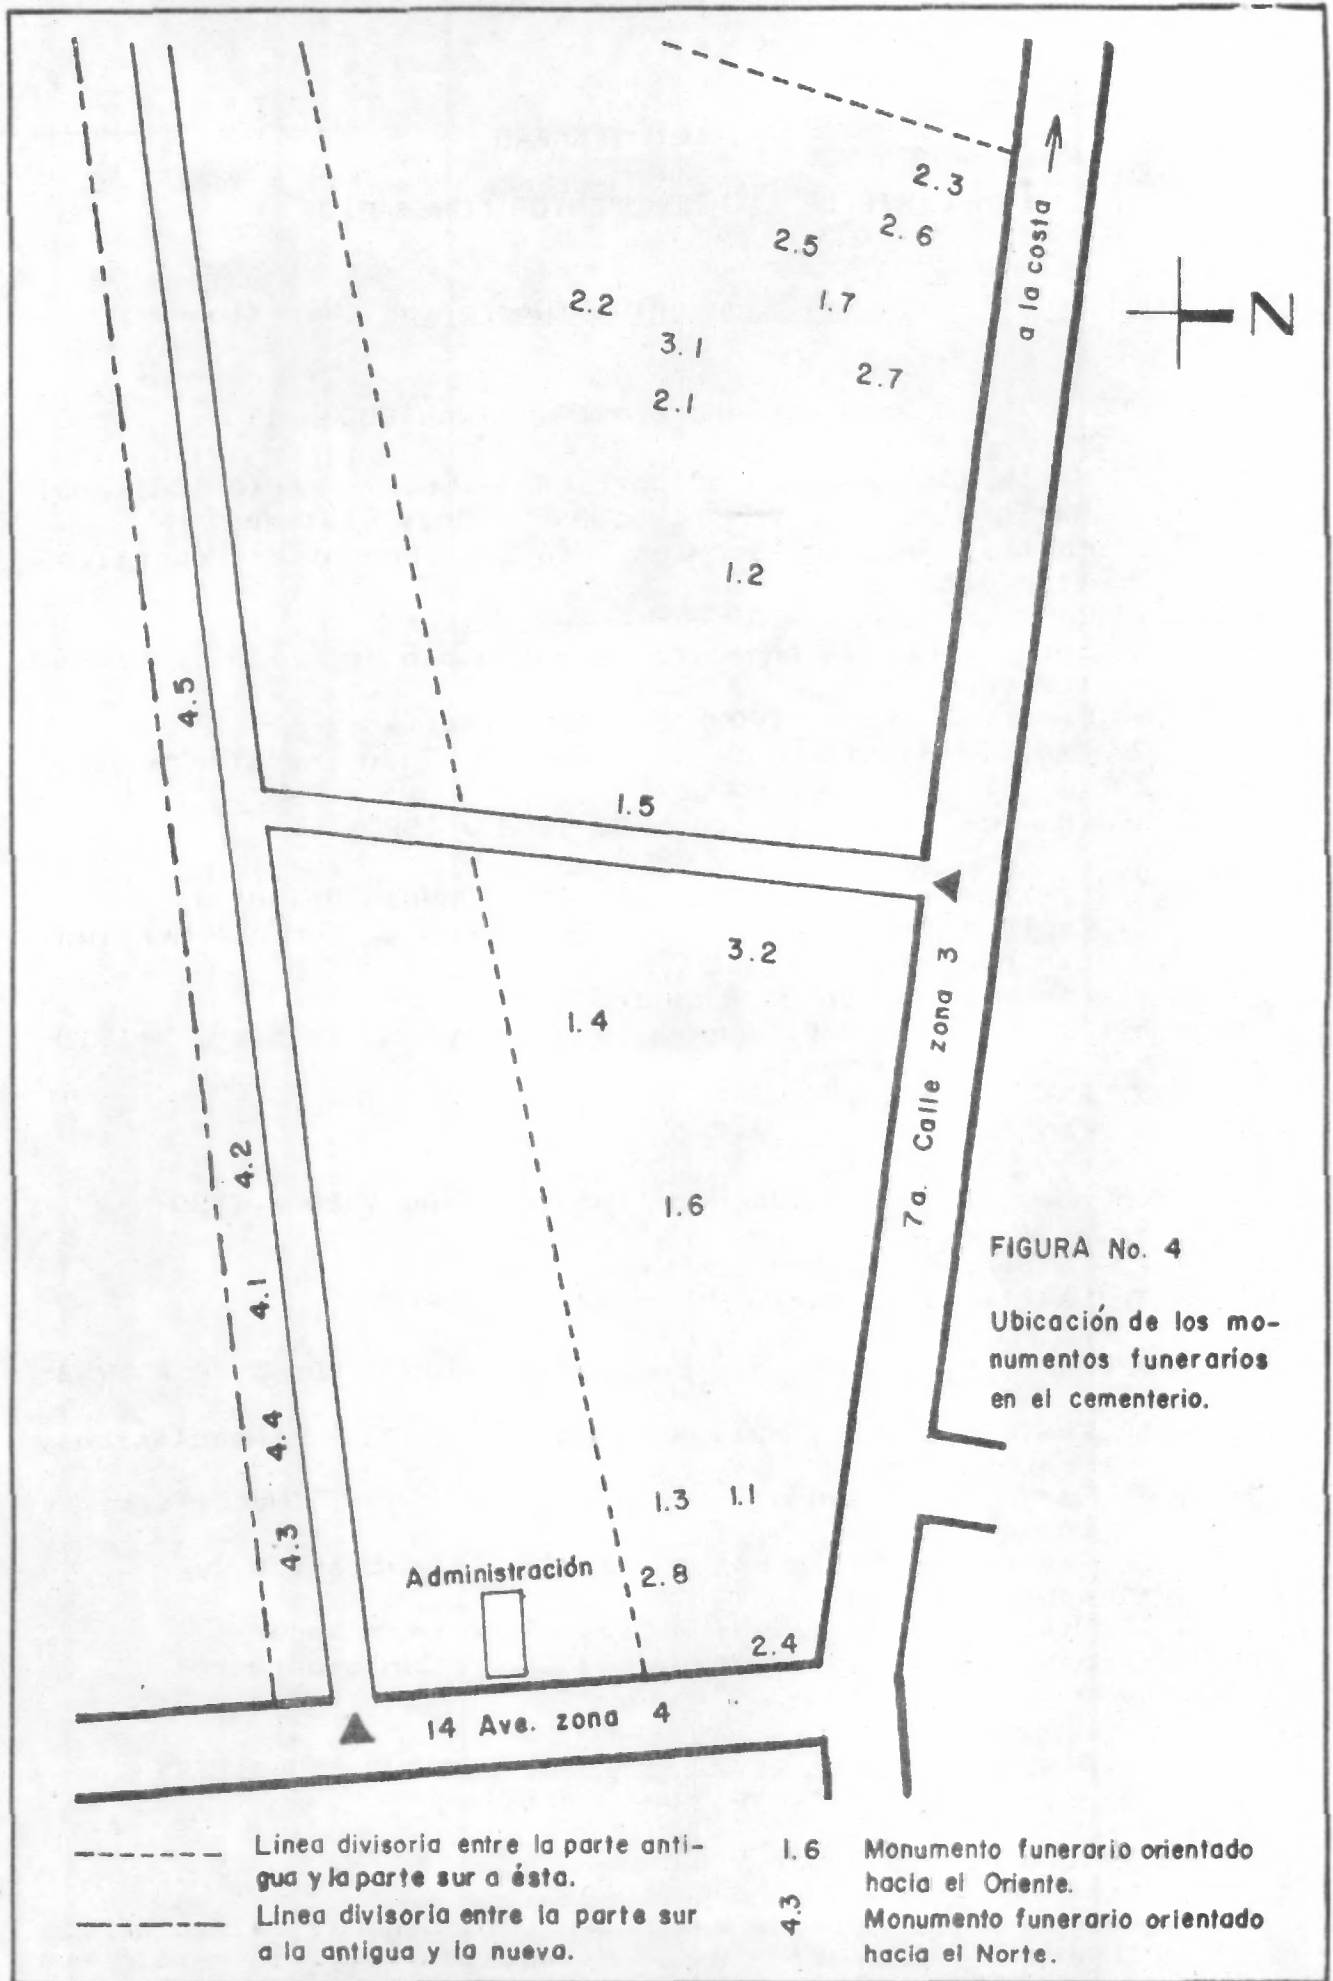 2.3
2.6
2.5
a la costa
2.2
1.7
N
3.1
2.7
2.1
1.2
4.5
1.5
3.2
7a. Calle zona 3
1.4
4.2
1.6
FIGURA No. 4
Ubicación de los mo-
numentos funerarios
en el cementerio.
4.1
4.4
1.3
1.1
4.3
Administración
2.8
2.4
14 Ave. zona 4
Línea divisoria entre la parte anti-
gua y la parte sur a ésta.
Línea divisoria entre la parte sur
a la antigua y la nueva.
1.6
Monumento funerario orientado
hacia el Oriente.
4.3
Monumento funerario orientado
hacia el Norte.